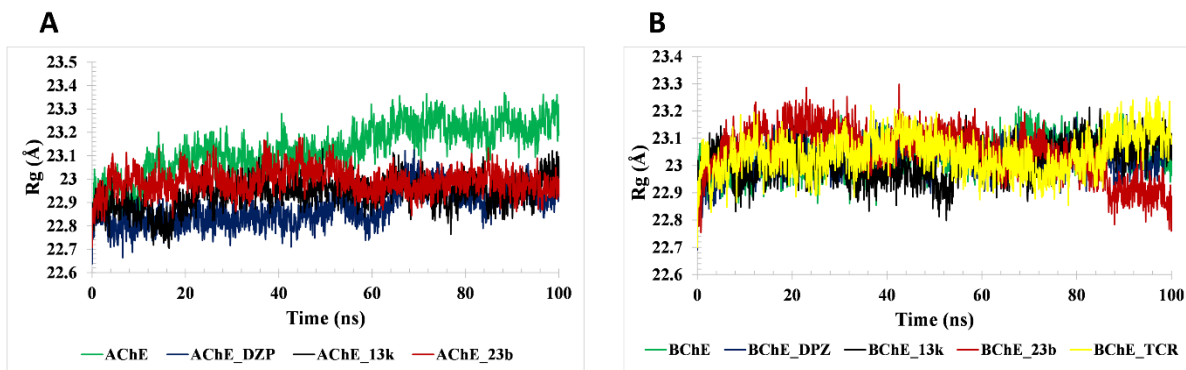 A
23.5
23.4
23.3
23.2
23.1
23
22.9
22.8
22.7
22.6
Rg (Å)
0 20 40 60 80 100
Time (ns)
AChE AChE_DZP AChE_13k AChE_23b
B
23.4
23.3
23.2
23.1
23.0
22.9
22.8
22.7
22.6
Rg (Å)
0 20 40 60 80 100
Time (ns)
BChE BChE_DPZ BChE_13k BChE_23b BChE_TCR